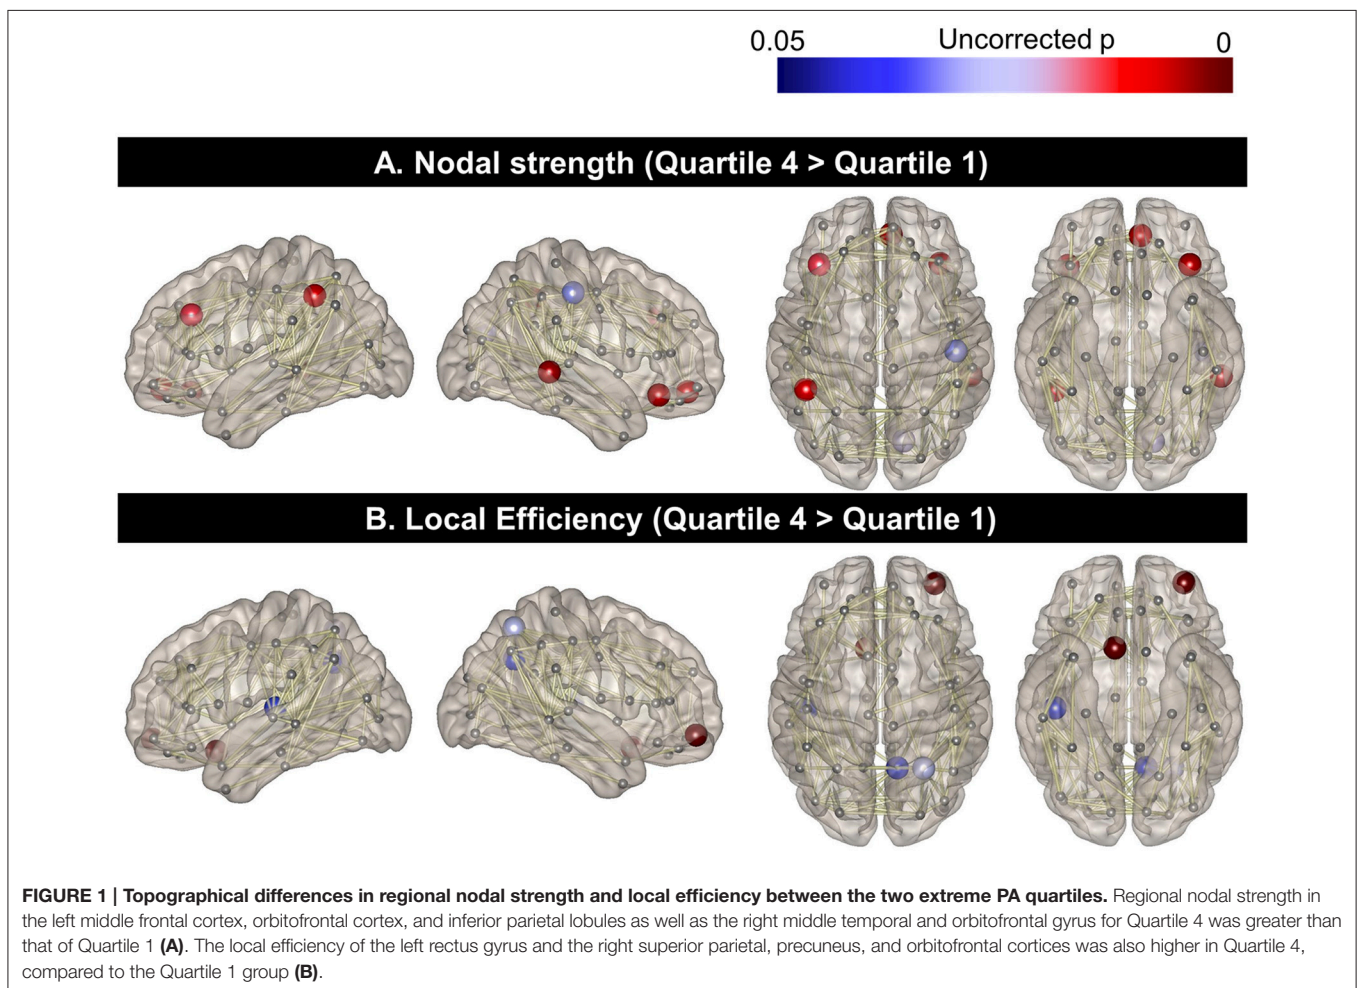 0.05 Uncorrected p 0
A. Nodal strength (Quartile 4 > Quartile 1)
B. Local Efficiency (Quartile 4 > Quartile 1)
FIGURE 1 | Topographical differences in regional nodal strength and local efficiency between the two extreme PA quartiles. Regional nodal strength in
the left middle frontal cortex, orbitofrontal cortex, and inferior parietal lobules as well as the right middle temporal and orbitofrontal gyrus for Quartile 4 was greater than
that of Quartile 1 (A). The local efficiency of the left rectus gyrus and the right superior parietal, precuneus, and orbitofrontal cortices was also higher in Quartile 4,
compared to the Quartile 1 group (B).